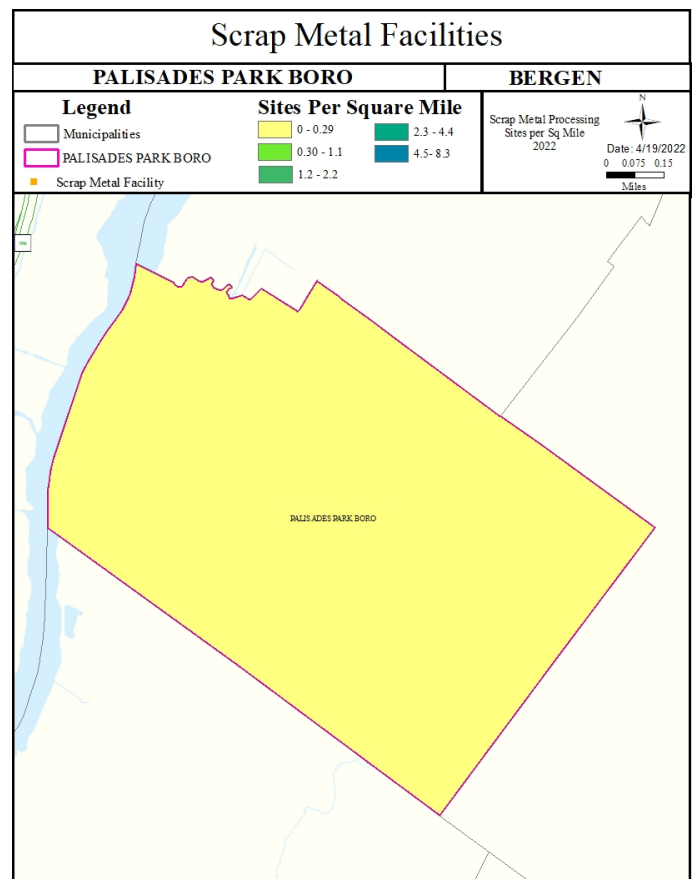 Scrap Metal Facilities
PALISADES PARK BORO
BERGEN
Legend
Municipalities
PALISADES PARK BORO
Scrap Metal Facility
Sites Per Square Mile
0 - 0.29
0.30 - 1.1
1.2 - 2.2
2.3 - 4.4
4.5- 8.3
Scrap Metal Processing
Sites per Sq Mile
2022
N
Date: 4/19/2022
0 0.075 0.15
Miles
PALISADES PARK BORO